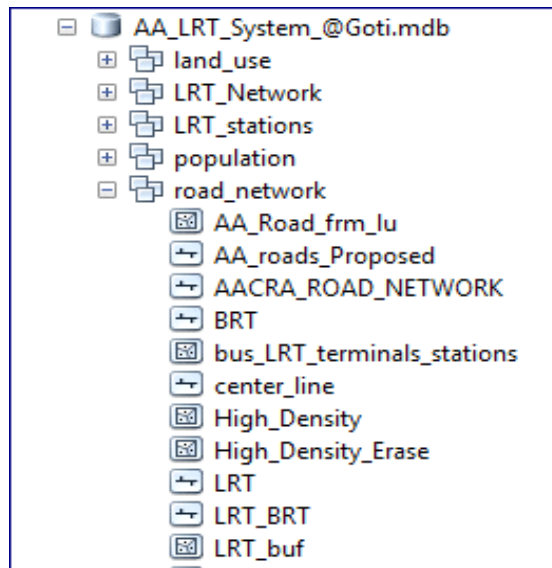 AA_LRT_System_@Goti.mdb
land_use
LRT_Network
LRT_stations
population
road_network
AA_Road_frm_lu
AA_roads_Proposed
AACRA_ROAD_NETWORK
BRT
bus_LRT_terminals_stations
center_line
High_Density
High_Density_Erase
LRT
LRT_BRT
LRT_buf